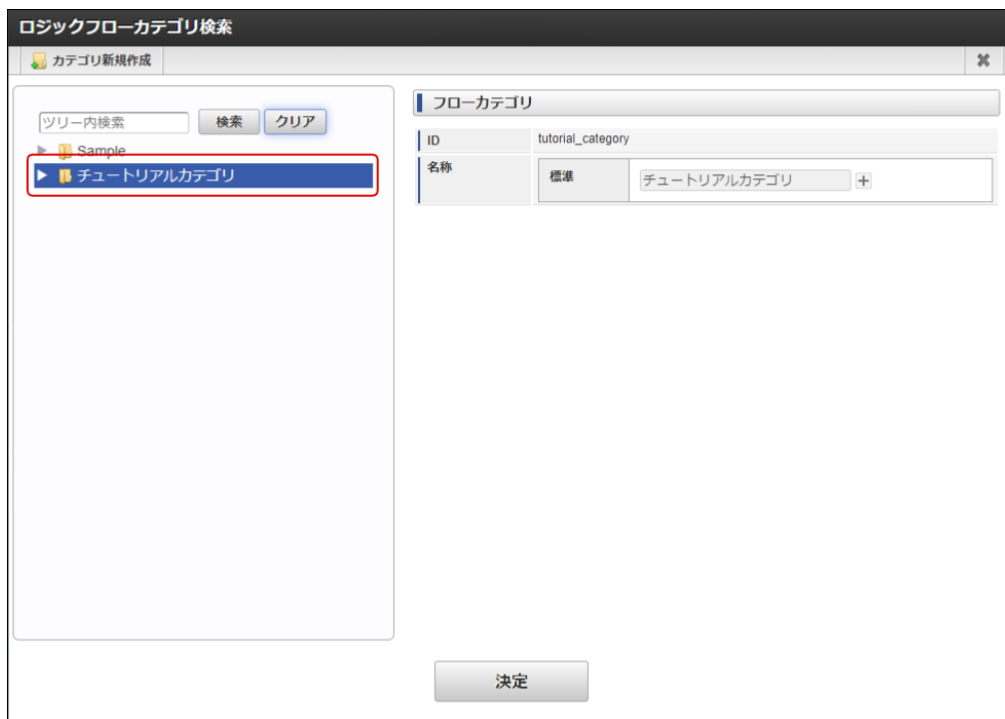 ロジックフローカテゴリ検索
カテゴリ新規作成
ツリー内検索 検索 クリア
Sample
チュートリアルカテゴリ
フローカテゴリ
ID tutorial_category
名称 標準 チュートリアルカテゴリ
決定